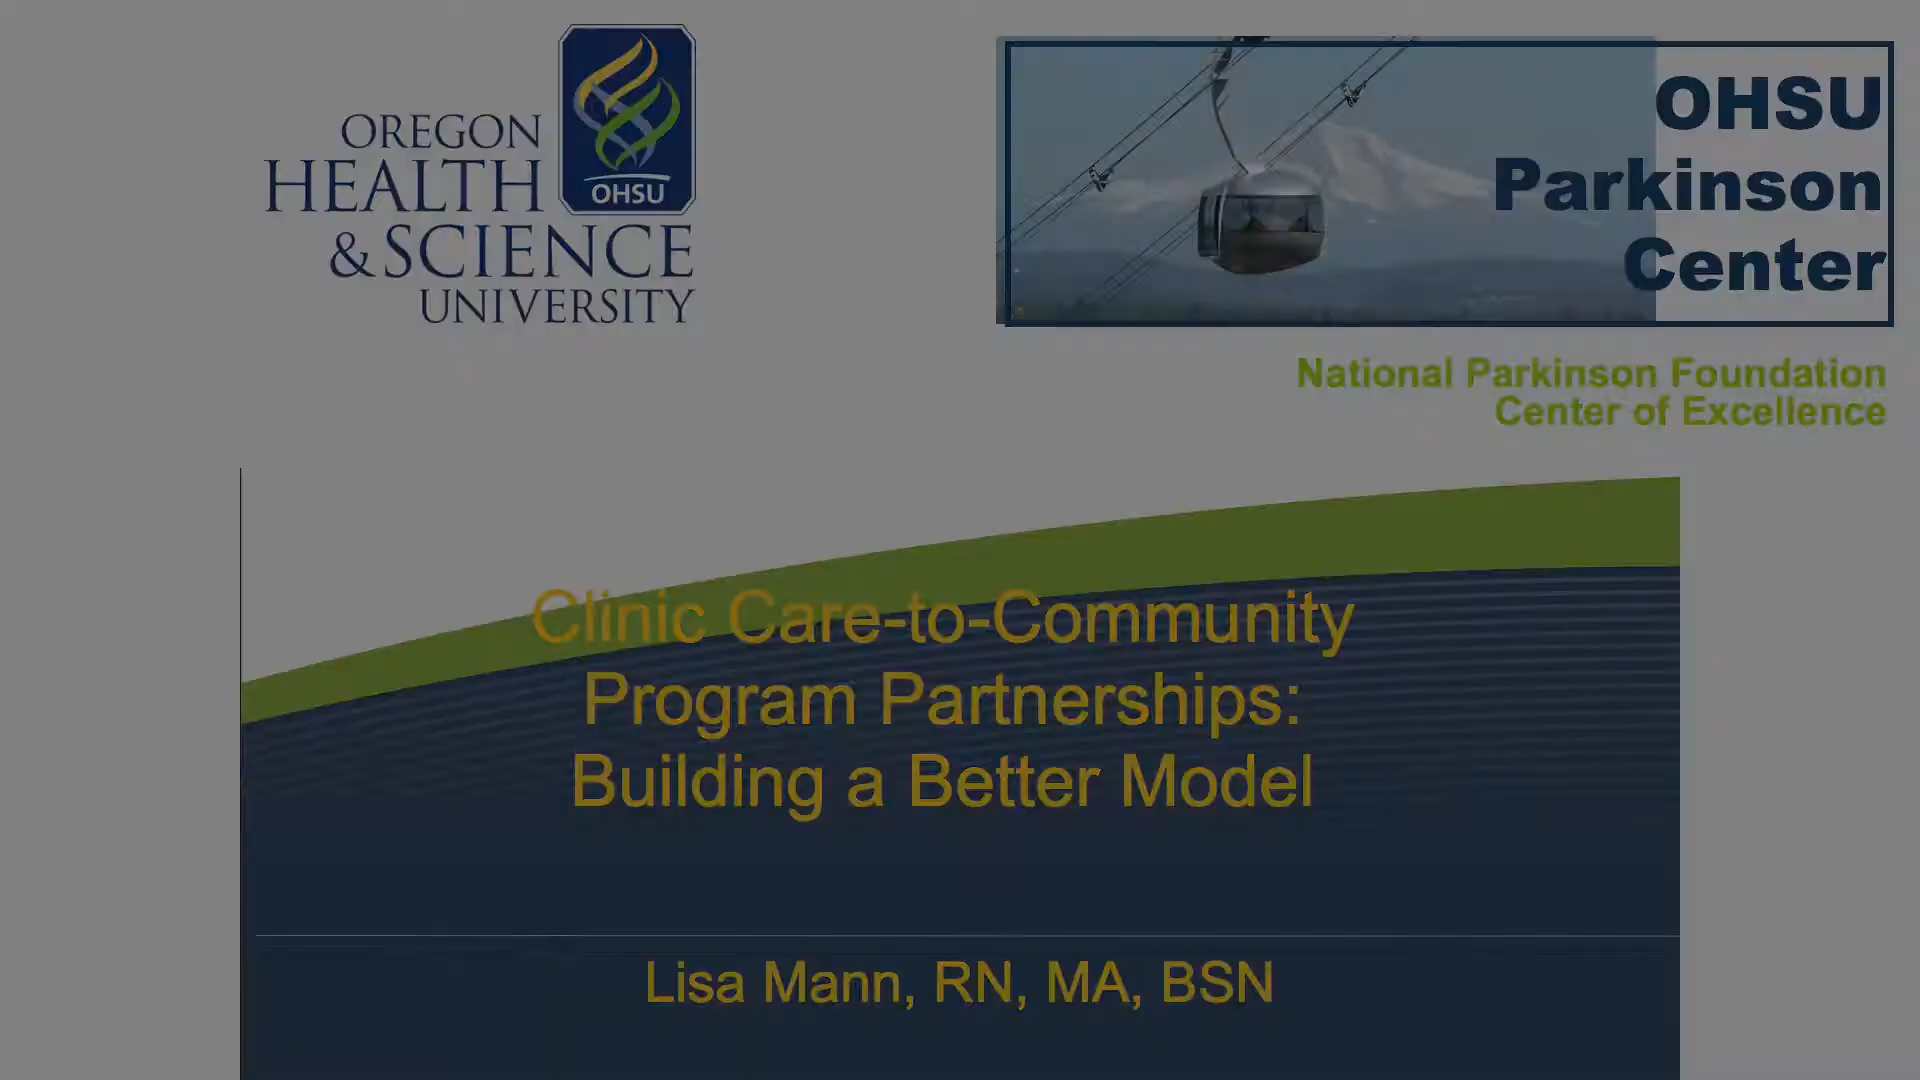 OREGON
HEALTH
& SCIENCE
UNIVERSITY
OHSU
OHSU
Parkinson
Center
National Parkinson Foundation
Center of Excellence
Clinic Care-to-Community
Program Partnerships:
Building a Better Model
Lisa Mann, RN, MA, BSN